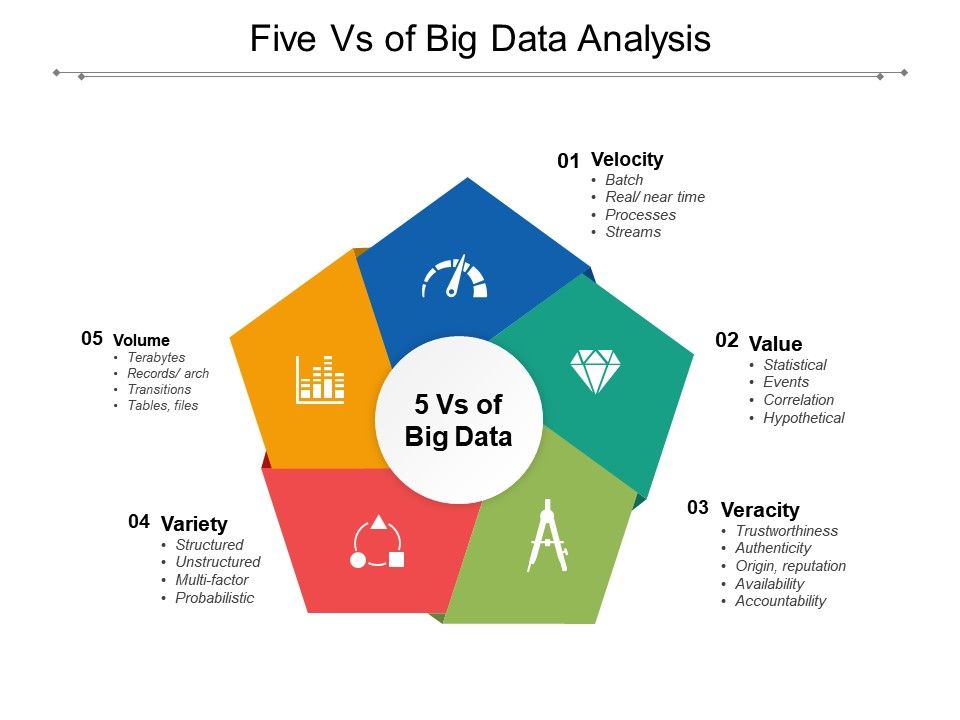 Five Vs of Big Data Analysis
01 Velocity
• Batch
• Real/ near time
• Processes
• Streams
02 Value
• Statistical
• Events
• Correlation
• Hypothetical
03 Veracity
• Trustworthiness
• Authenticity
• Origin, reputation
• Availability
• Accountability
04 Variety
• Structured
• Unstructured
• Multi-factor
• Probabilistic
05 Volume
• Terabytes
• Records/ arch
• Transitions
• Tables, files
5 Vs of
Big Data